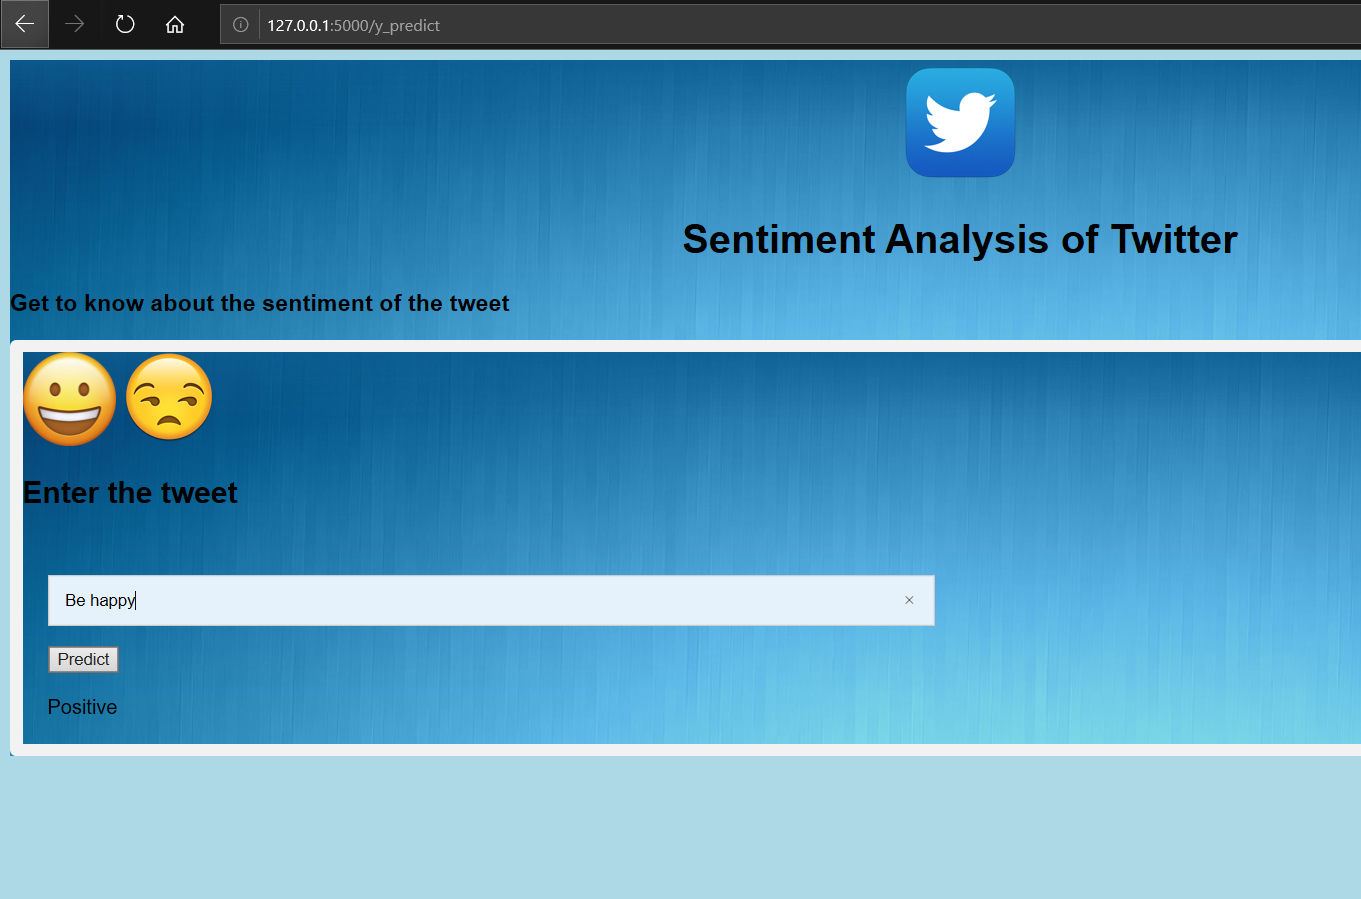 127.0.0.1:5000/y_predict
Sentiment Analysis of Twitter
Get to know about the sentiment of the tweet
Enter the tweet
Be happy
Predict
Positive